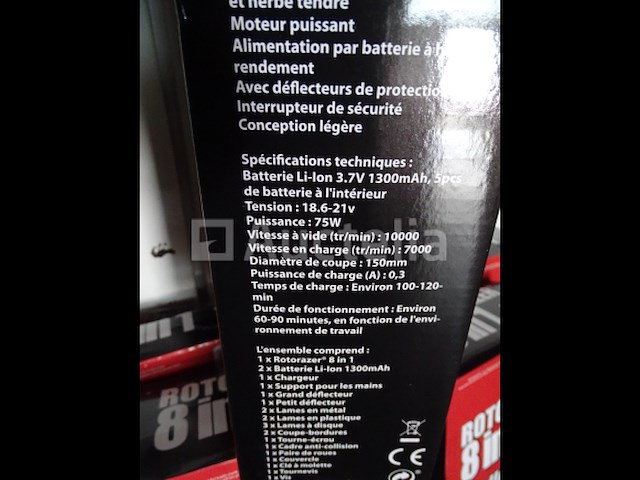 et herbe tendre
Moteur puissant
Alimentation par batterie à h
rendement
Avec déflecteurs de protectio
Interrupteur de sécurité
Conception légère
Spécifications techniques :
Batterie Li-Ion 3.7V 1300mAh, 5pcs
de batterie à l'intérieur
Tension : 18.6-21v
Puissance : 75W
Vitesse à vide (tr/min) : 10000
Vitesse en charge (tr/min) : 7000
Diamètre de coupe : 150mm
Puissance de charge (A) : 0,3
Temps de charge : Environ 100-120-
min
Durée de fonctionnement : Environ
60-90 minutes, en fonction de l'envi-
ronnement de travail
L'ensemble comprend :
1 x Rotorazer® 8 in 1
2 x Batterie Li-Ion 1300mAh
1 x Chargeur
1 x Support pour les mains
1 x Grand déflecteur
1 x Petit déflecteur
2 x Lames en métal
2 x Lames en plastique
3 x Lames à disque
2 x Coupe-bordures
1 x Tourne-écrou
1 x Cadre anti-collision
1 x Paire de roues
1 x Couvercle
1 x Clé à molette
1 x Tournevis
1 x Vis
CE
Auctelia
ROTO
8 in
ROTO
8 in